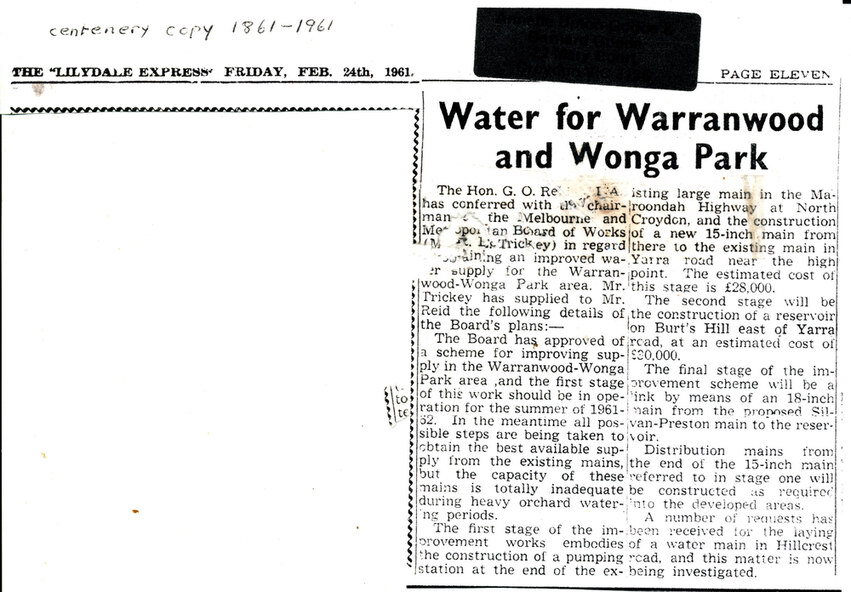 centenery copy 1861-1961
THE "LILYDALE EXPRESS" FRIDAY, FEB. 24th, 1961.
PAGE ELEVEN
Water for Warranwood
and Wonga Park
The Hon. G. O.
has conferred with chair-
man the Melbourne and
Board of Works
Trickey) in regard
an improved wa-
supply for the Warran-
wood-Wonga Park area. Mr.
Trickey has supplied to Mr.
Reid the following details of
the Board's plans:—
The Board has approved of
a scheme for improving sup-
ply in the Warranwood-Wonga
Park area ,and the first stage
of this work should be in ope-
ration for the summer of 1961-
62. In the meantime all pos-
sible steps are being taken to
obtain the best available sup-
ply from the existing mains,
but the capacity of these
mains is totally inadequate
during heavy orchard water-
ing periods.
The first stage of the im-
provement works embodies
the construction of a pumping
station at the end of the ex-
isting large main in the Ma-
roondah Highway at North
Croydon, and the construction
of a new 15-inch main from
there to the existing main in
Yarra road near the high
point. The estimated cost of
this stage is £28,000.
The second stage will be
the construction of a reservoir
on Burt's Hill east of Yarra
road, at an estimated cost of
The final stage of the im-
provement scheme will be a
link by means of an 18-inch
main from the proposed Sil-
van-Preston main to the reser-
voir.
Distribution mains from
the end of the 15-inch main
referred to in stage one will
be constructed as required
into the developed areas.
A number of requests has
been received for the laying
of a water main in Hillcrest
road, and this matter is now
being investigated.
to
te